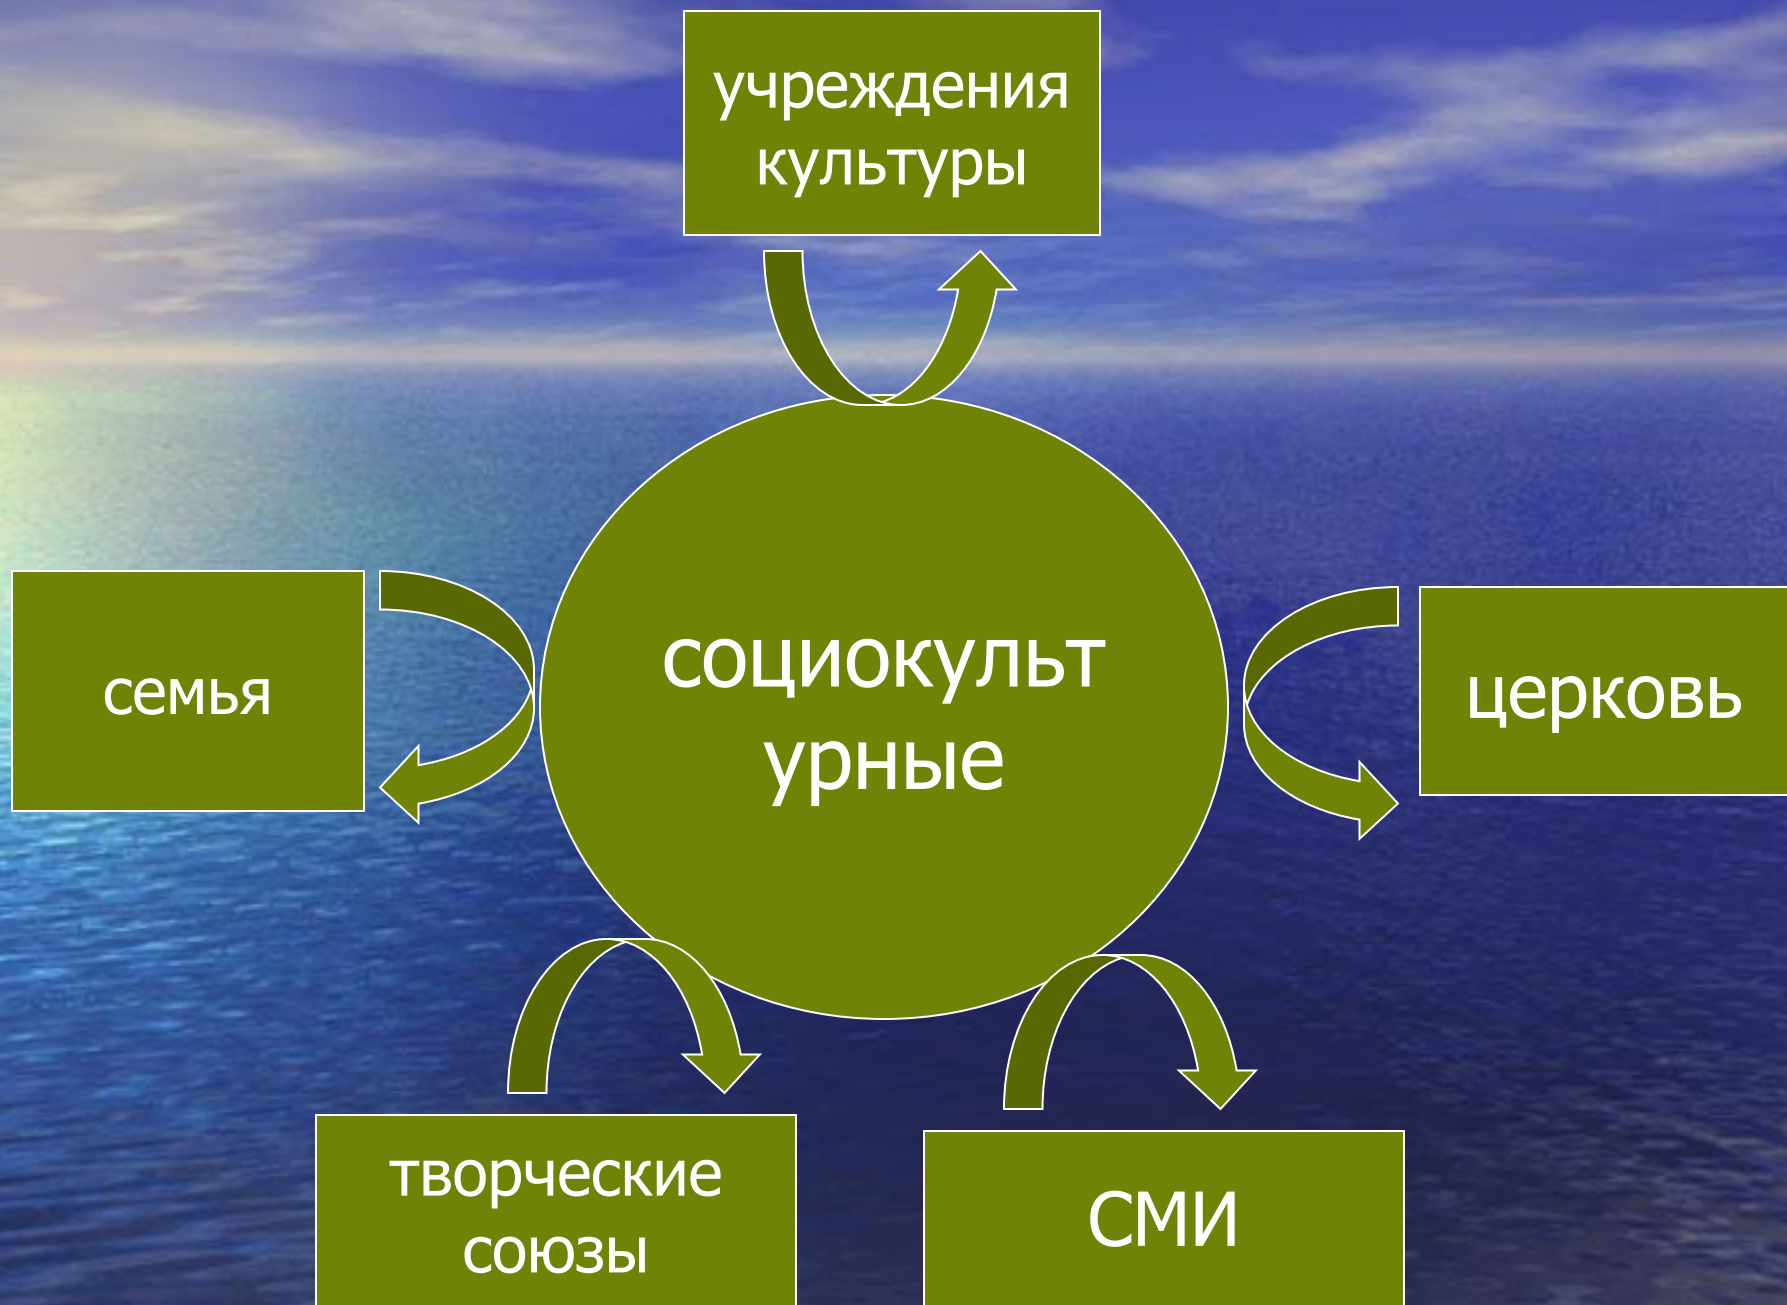 учреждения
культуры
семья
социокульт
урные
церковь
творческие
союзы
СМИ